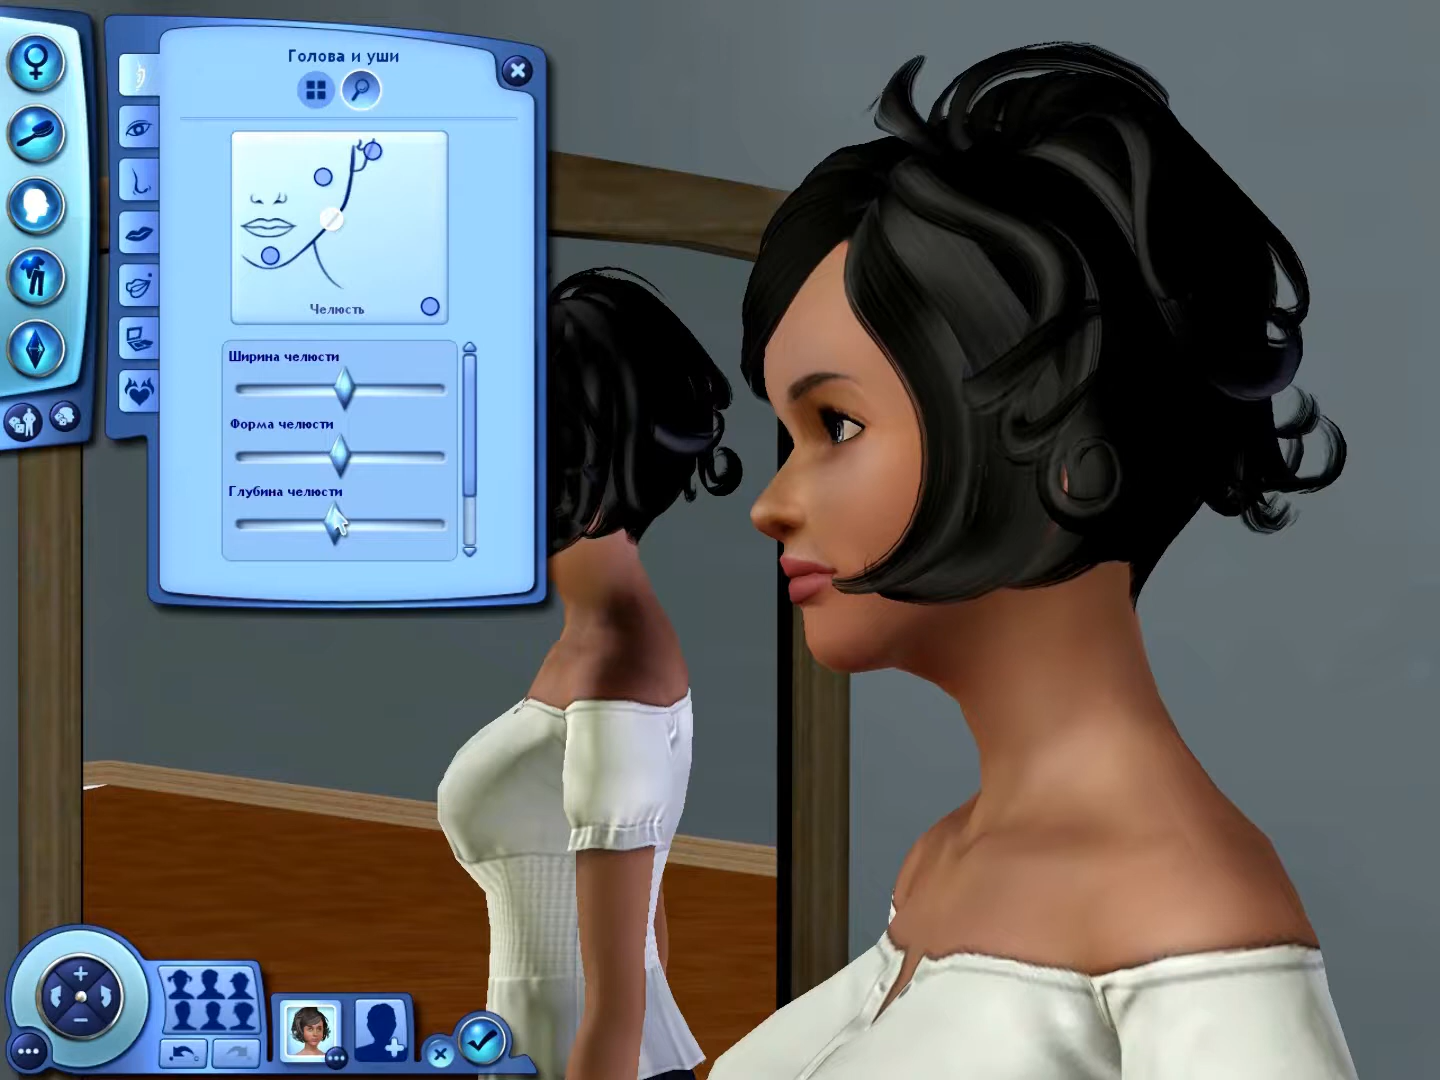 Голова и уши
Челюсть
Ширина челюсти
Форма челюсти
Глубина челюсти